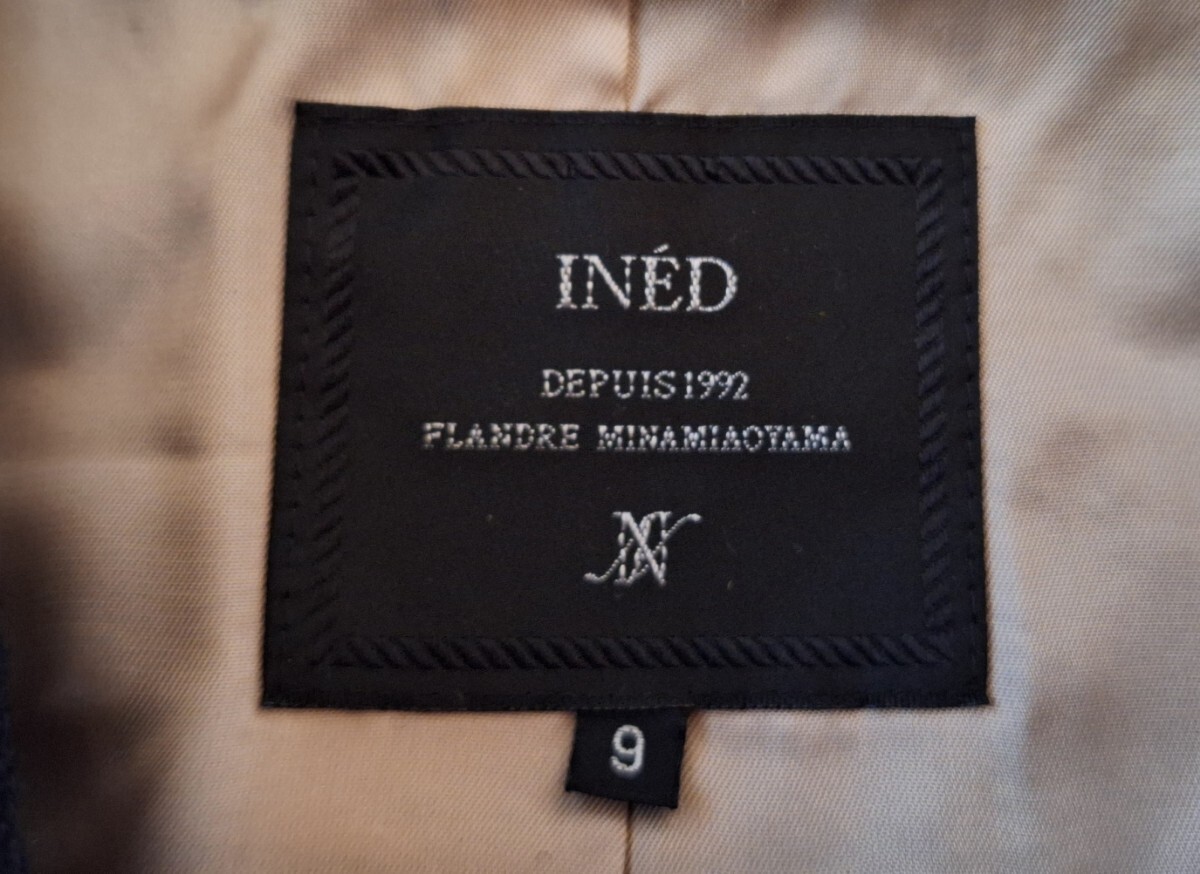 INÉD
DEPUIS 1992
FLANDRE MINAMIAOYAMA
9